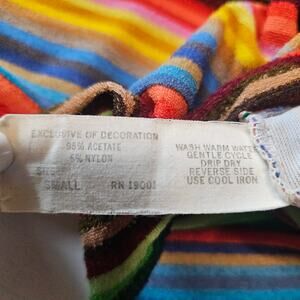 EXCLUSIVE OF DECORATION
95% ACETATE
5% NYLON
SIZE
SMALL RN 19001
WASH WARM WATER
GENTLE CYCLE
DRIP DRY
REVERSE SIDE
USE COOL IRON